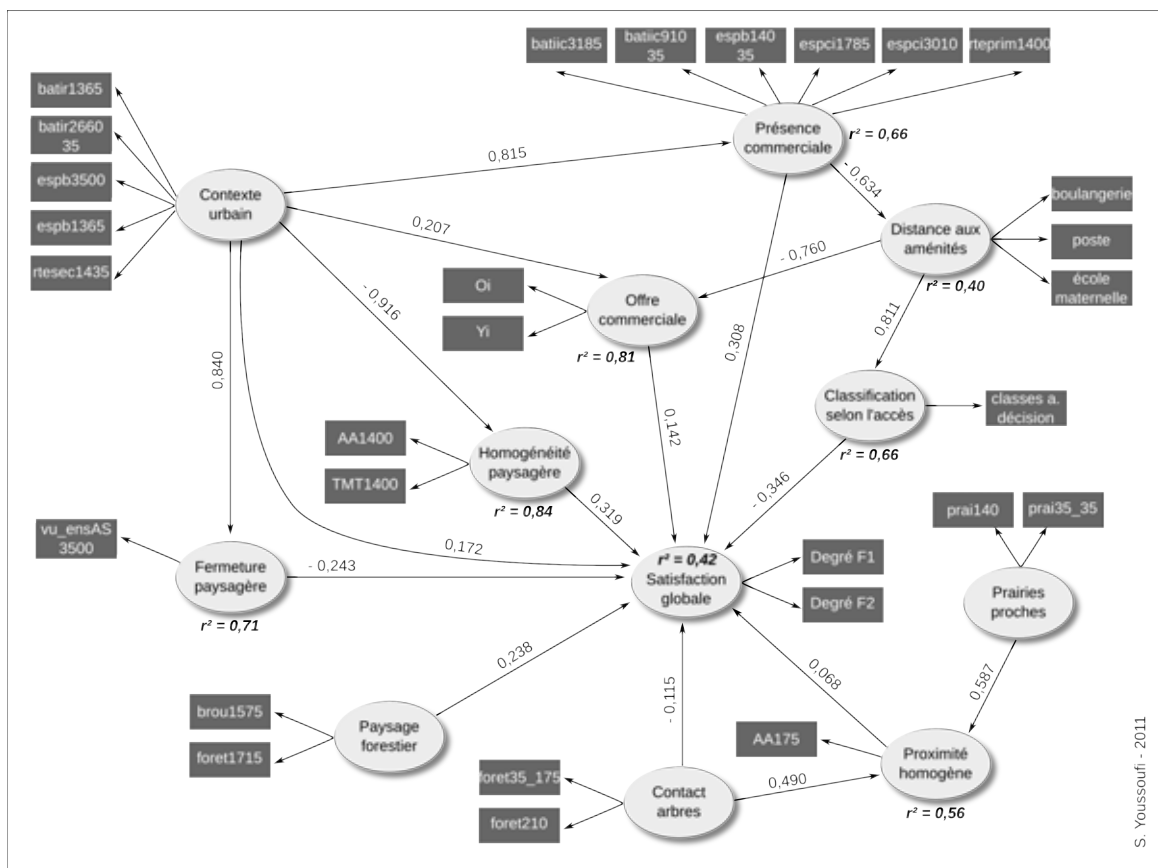 batiic3185
batiic910
35
espb140
35
espci1785
espci3010
rteprim1400
batir1365
batir2660
35
espb3500
espb1365
rtesec1435
Contexte
urbain
Présence
commerciale
r² = 0,66
0,815
- 0,634
0,207
- 0,760
boulangerie
poste
école
maternelle
Distance aux
aménités
r² = 0,40
Oi
Yi
Offre
commerciale
r² = 0,81
- 0,916
0,840
0,308
0,811
0,142
Classification
selon l'accès
r² = 0,66
classes a.
décision
AA1400
TMT1400
Homogénéité
paysagère
r² = 0,84
0,319
- 0,346
vu_ensAS
3500
Fermeture
paysagère
r² = 0,71
0,172
- 0,243
r² = 0,42
Satisfaction
globale
Degré F1
Degré F2
prai140
prai35_35
Prairies
proches
0,587
0,238
- 0,115
0,068
brou1575
foret1715
Paysage
forestier
AA175
Proximité
homogène
r² = 0,56
foret35_175
foret210
Contact
arbres
0,490
S. Youssoufi - 2011